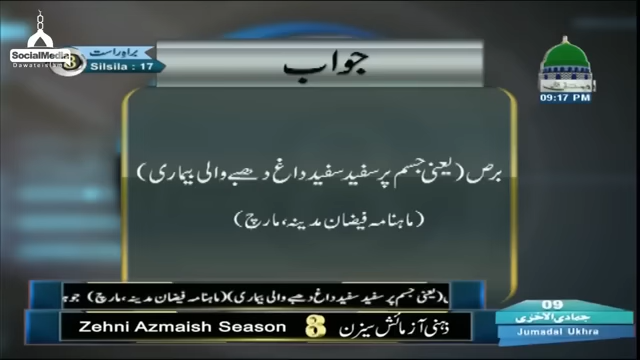 SocialMedia
Dawateislami
براہِ راست
Silsila : 17
جواب
09:17 PM
برص (یعنی جسم پر سفید سفید داغ دھبے والی بیماری)
(ماہنامہ فیضان مدینہ، مارچ)
(یعنی جسم پر سفید سفید داغ دھبے والی بیماری)(ماہنامہ فیضان مدینہ، مارچ)
Zehni Azmaish Season 8 ذہنی آزمائش سیزن
09
جمادی الاخریٰ
Jumadal Ukhra